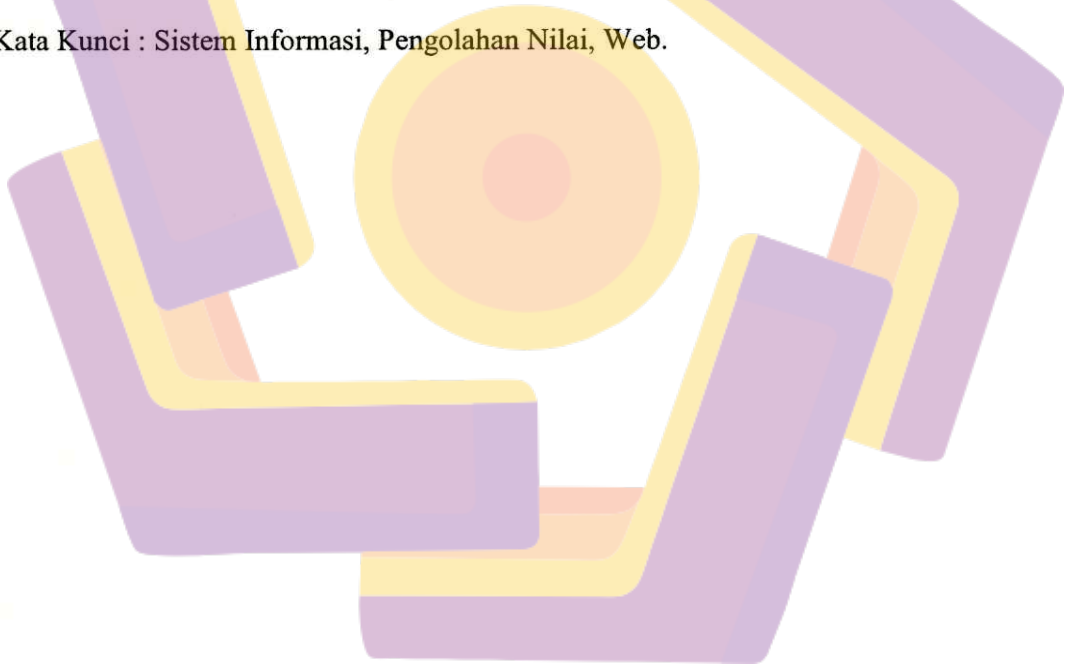 Kata Kunci : Sistem Informasi, Pengolahan Nilai, Web.